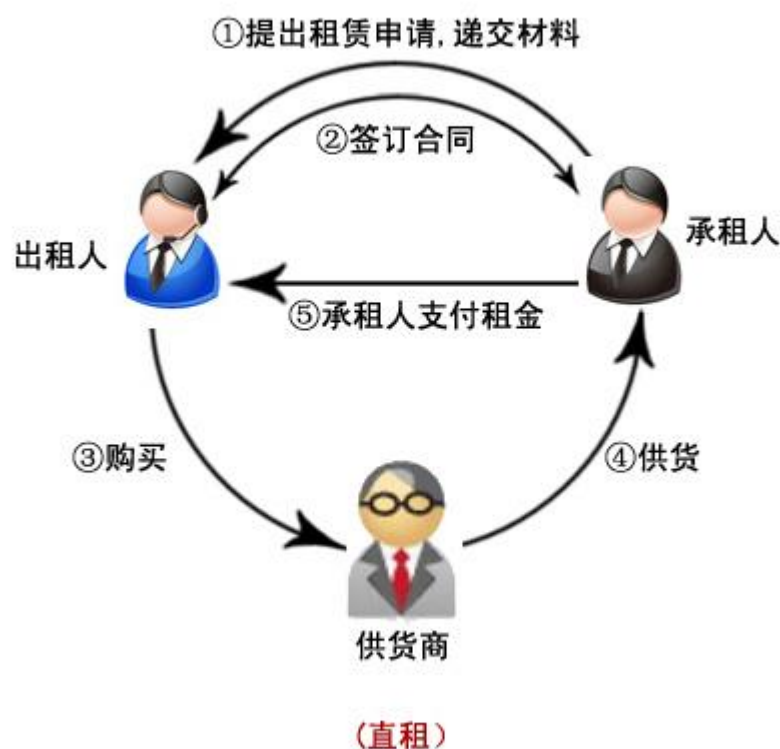 ①提出租赁申请,递交材料
②签订合同
出租人
承租人
⑤承租人支付租金
③购买
④供货
供货商
(直租)